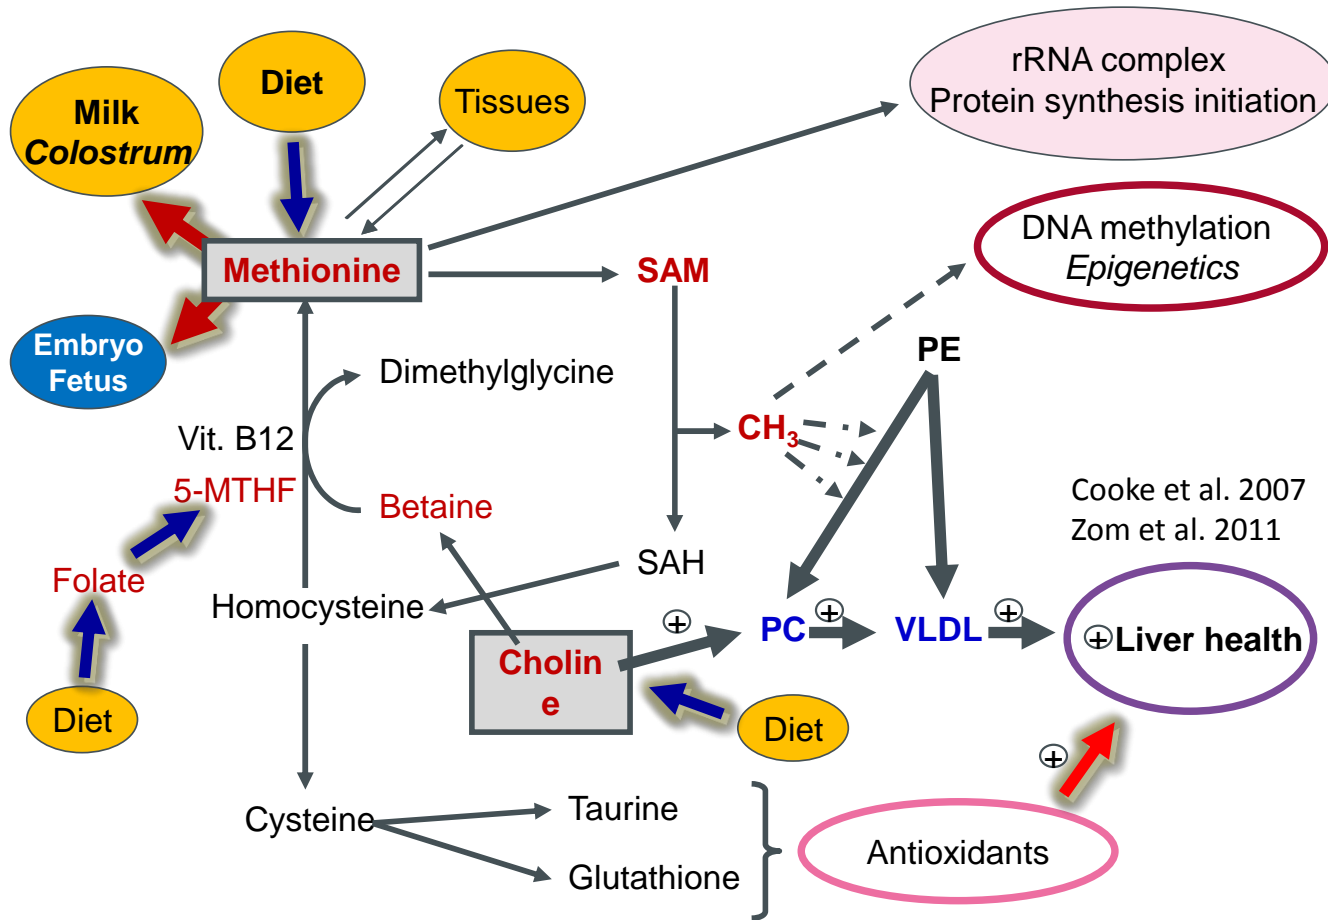 Milk
Colostrum
Diet
Tissues
rRNA complex
Protein synthesis initiation
Methionine
SAM
DNA methylation
Epigenetics
Embryo
Fetus
Dimethylglycine
PE
Vit. B12
CH₃
5-MTHF
Betaine
Cooke et al. 2007
Zom et al. 2011
Folate
SAH
Homocysteine
+
PC
+
VLDL
+
+Liver health
Cholin
e
Diet
Diet
+
Cysteine
Taurine
Glutathione
Antioxidants